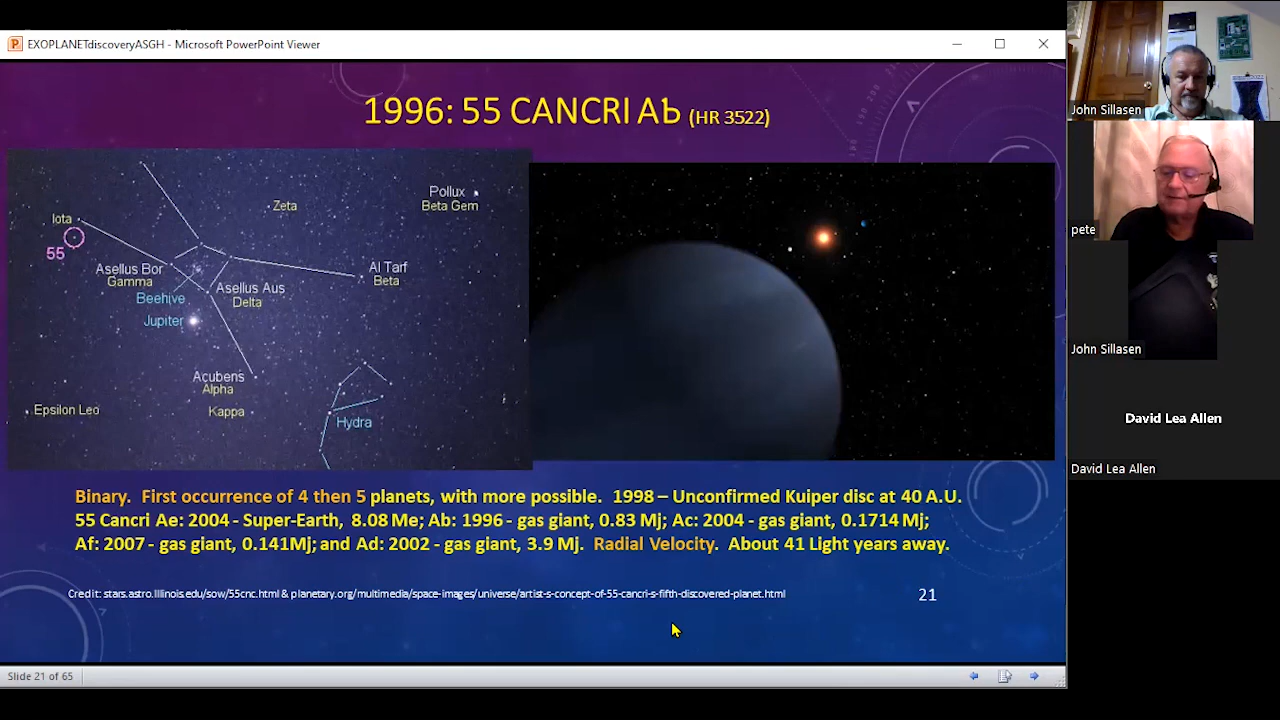 EXOPLANETdiscoveryASGH - Microsoft PowerPoint Viewer
1996: 55 CANCRI Ab (HR 3522)
Pollux
Beta Gem
Zeta
Iota
55
Asellus Bor
Gamma
Beehive
Jupiter
Asellus Aus
Delta
Al Tarf
Beta
Acubens
Alpha
Kappa
Epsilon Leo
Hydra
Binary. First occurrence of 4 then 5 planets, with more possible. 1998 – Unconfirmed Kuiper disc at 40 A.U.
55 Cancri Ae: 2004 - Super-Earth, 8.08 Me; Ab: 1996 - gas giant, 0.83 Mj; Ac: 2004 - gas giant, 0.1714 Mj;
Af: 2007 - gas giant, 0.141Mj; and Ad: 2002 - gas giant, 3.9 Mj. Radial Velocity. About 41 Light years away.
Credit: stars.astro.Illinois.edu/sow/55cnc.html & planetary.org/multimedia/space-images/universe/artist-s-concept-of-55-cancri-s-fifth-discovered-planet.html
21
Slide 21 of 65
John Sillasen
pete
John Sillasen
David Lea Allen
David Lea Allen